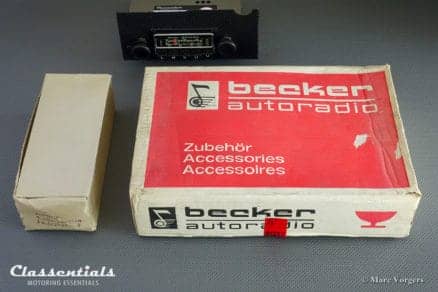 becker
autoradio
Zubehör
Accessories
Accessoires
becker
autoradio
Classentials
MOTORING ESSENTIALS
© Marc Vorgers